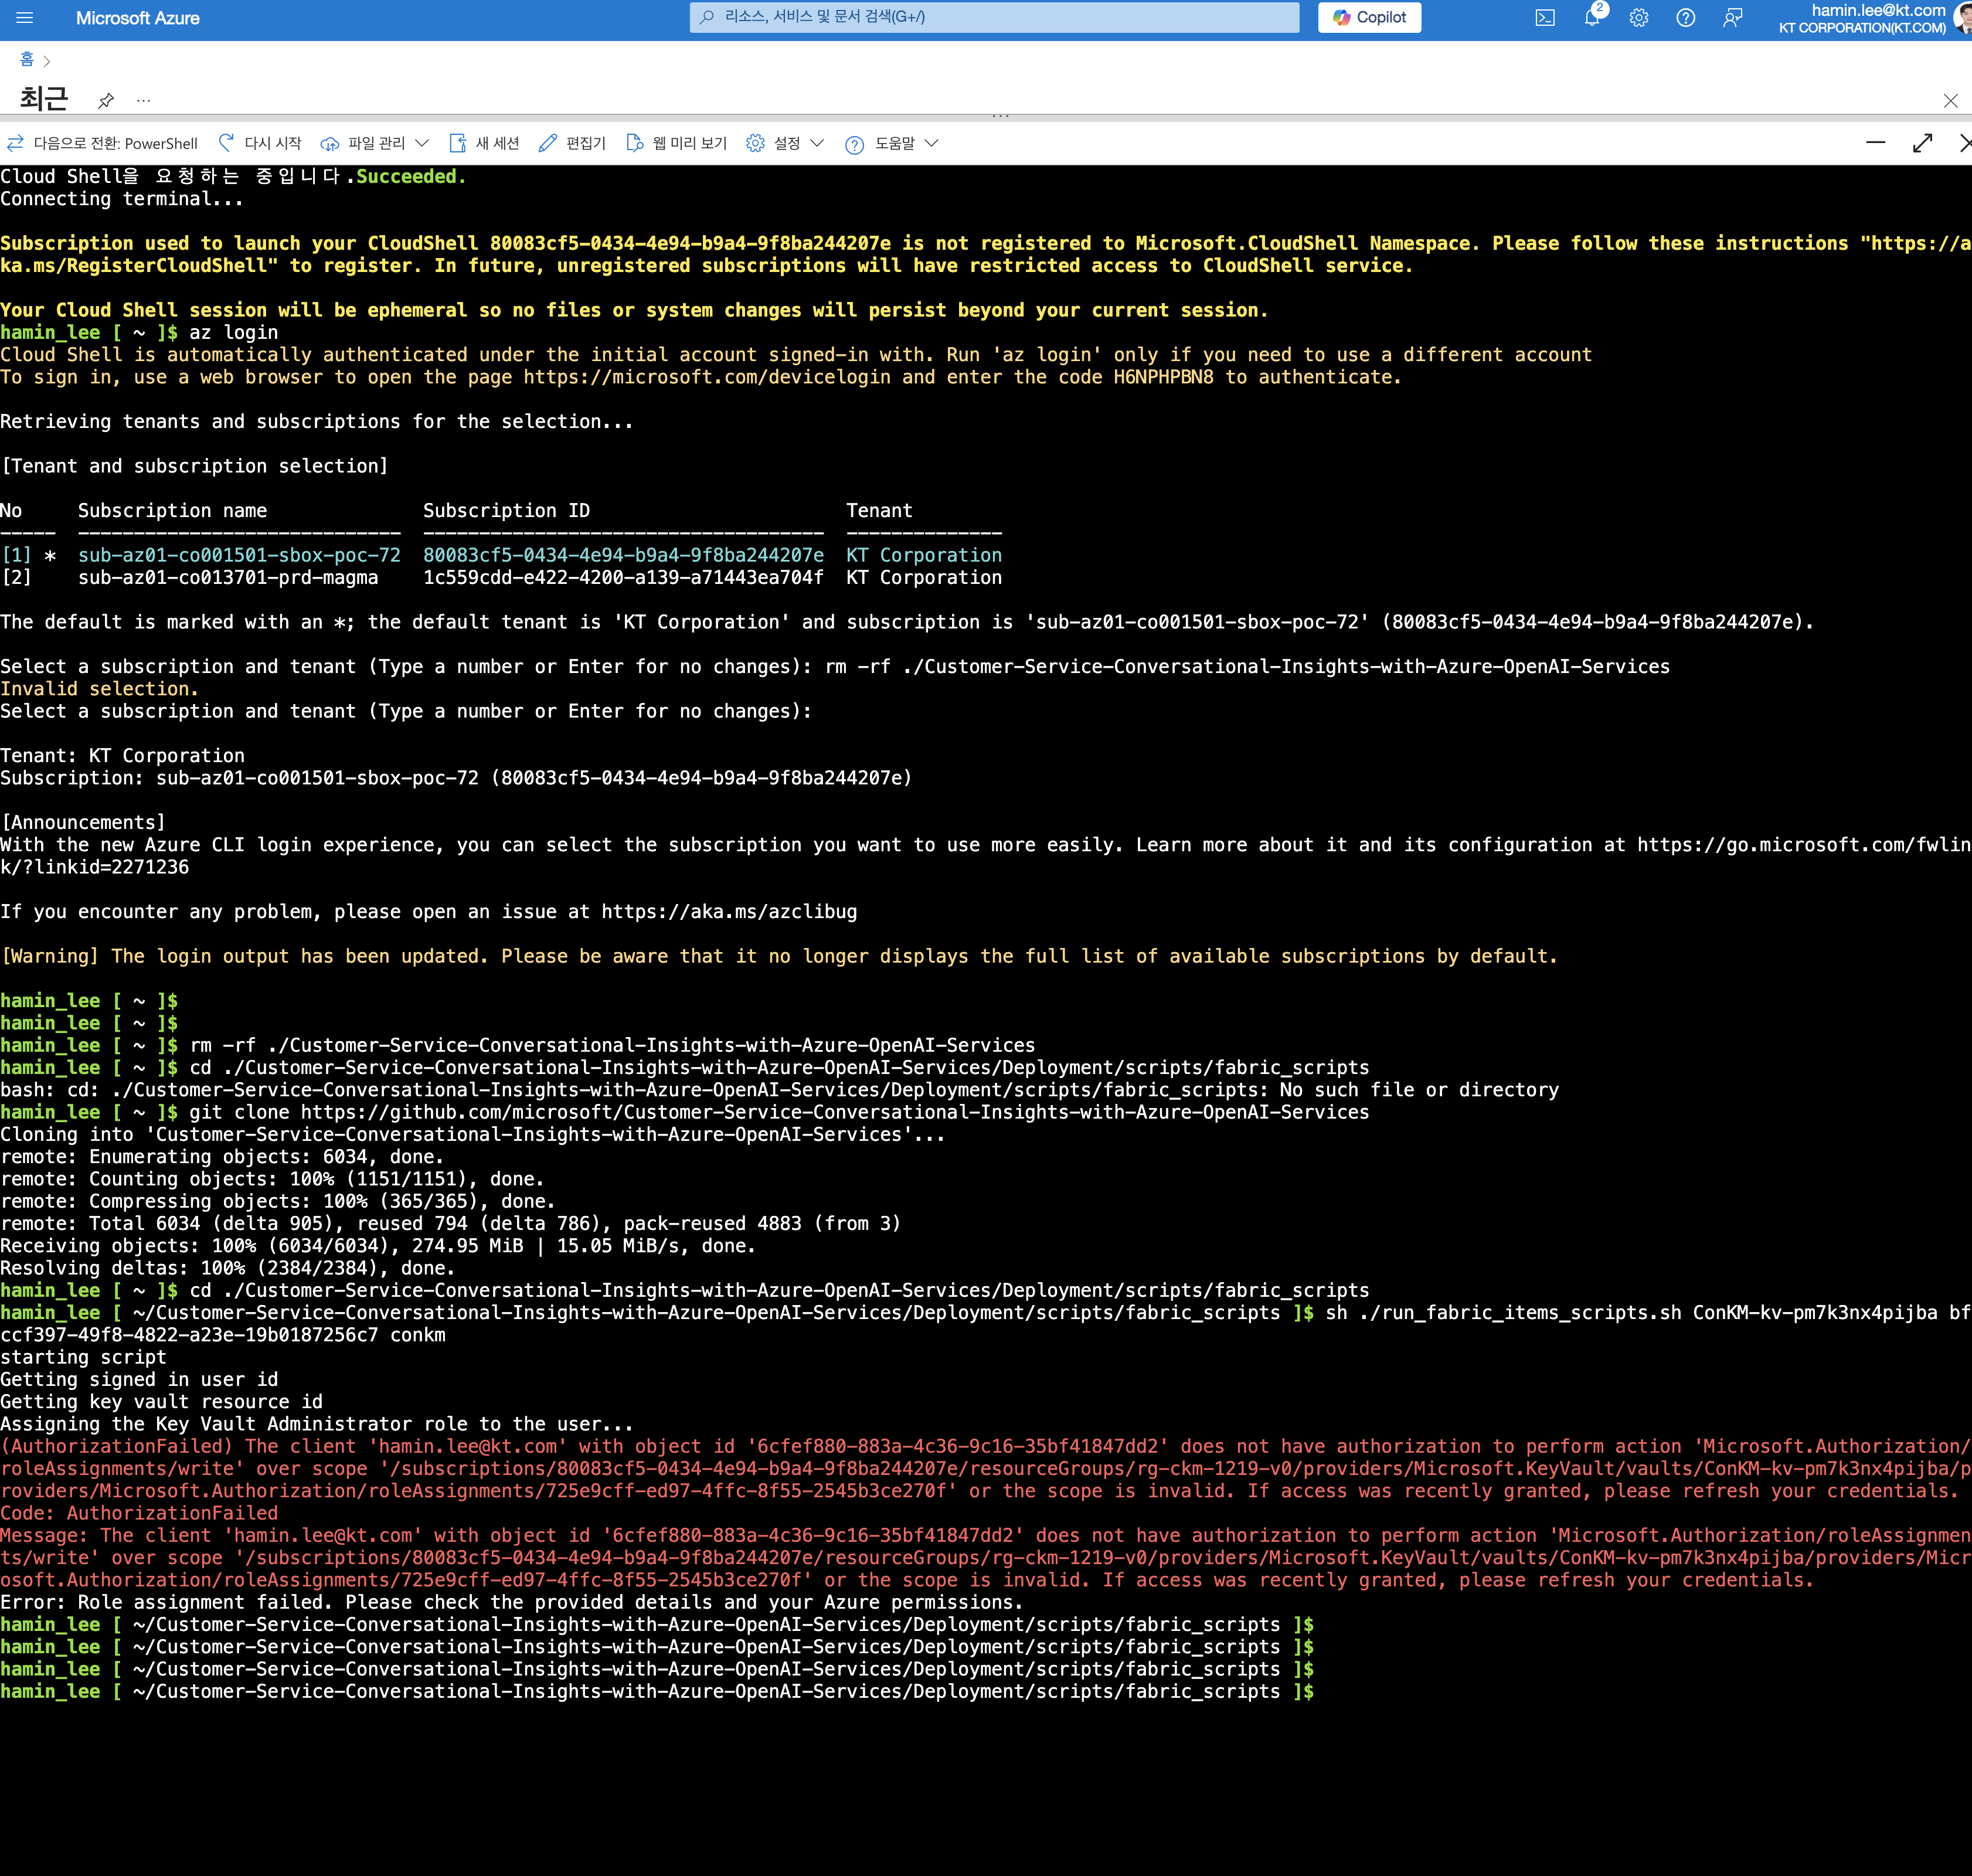 Microsoft Azure
리소스, 서비스 및 문서 검색(G+/)
Copilot
2
hamin.lee@kt.com
KT CORPORATION(KT.COM)
홈
최근
다음으로 전환: PowerShell 다시 시작 파일 관리 새 세션 편집기 웹 미리 보기 설정 도움말
Cloud Shell을 요청하는 중입니다.Succeeded.
Connecting terminal...
Subscription used to launch your CloudShell 80083cf5-0434-4e94-b9a4-9f8ba244207e is not registered to Microsoft.CloudShell Namespace. Please follow these instructions "https://a
ka.ms/RegisterCloudShell" to register. In future, unregistered subscriptions will have restricted access to CloudShell service.
Your Cloud Shell session will be ephemeral so no files or system changes will persist beyond your current session.
hamin_lee [ ~ ]$ az login
Cloud Shell is automatically authenticated under the initial account signed-in with. Run 'az login' only if you need to use a different account
To sign in, use a web browser to open the page https://microsoft.com/devicelogin and enter the code H6NPHPBN8 to authenticate.
Retrieving tenants and subscriptions for the selection...
[Tenant and subscription selection]
No     Subscription name              Subscription ID                       Tenant
-----  -----------------------------  ------------------------------------  --------------
[1] *  sub-az01-co001501-sbox-poc-72  80083cf5-0434-4e94-b9a4-9f8ba244207e  KT Corporation
[2]    sub-az01-co013701-prd-magma    1c559cdd-e422-4200-a139-a71443ea704f  KT Corporation
The default is marked with an *; the default tenant is 'KT Corporation' and subscription is 'sub-az01-co001501-sbox-poc-72' (80083cf5-0434-4e94-b9a4-9f8ba244207e).
Select a subscription and tenant (Type a number or Enter for no changes): rm -rf ./Customer-Service-Conversational-Insights-with-Azure-OpenAI-Services
Invalid selection.
Select a subscription and tenant (Type a number or Enter for no changes):
Tenant: KT Corporation
Subscription: sub-az01-co001501-sbox-poc-72 (80083cf5-0434-4e94-b9a4-9f8ba244207e)
[Announcements]
With the new Azure CLI login experience, you can select the subscription you want to use more easily. Learn more about it and its configuration at https://go.microsoft.com/fwlin
k/?linkid=2271236
If you encounter any problem, please open an issue at https://aka.ms/azclibug
[Warning] The login output has been updated. Please be aware that it no longer displays the full list of available subscriptions by default.
hamin_lee [ ~ ]$
hamin_lee [ ~ ]$
hamin_lee [ ~ ]$ rm -rf ./Customer-Service-Conversational-Insights-with-Azure-OpenAI-Services
hamin_lee [ ~ ]$ cd ./Customer-Service-Conversational-Insights-with-Azure-OpenAI-Services/Deployment/scripts/fabric_scripts
bash: cd: ./Customer-Service-Conversational-Insights-with-Azure-OpenAI-Services/Deployment/scripts/fabric_scripts: No such file or directory
hamin_lee [ ~ ]$ git clone https://github.com/microsoft/Customer-Service-Conversational-Insights-with-Azure-OpenAI-Services
Cloning into 'Customer-Service-Conversational-Insights-with-Azure-OpenAI-Services'...
remote: Enumerating objects: 6034, done.
remote: Counting objects: 100% (1151/1151), done.
remote: Compressing objects: 100% (365/365), done.
remote: Total 6034 (delta 905), reused 794 (delta 786), pack-reused 4883 (from 3)
Receiving objects: 100% (6034/6034), 274.95 MiB | 15.05 MiB/s, done.
Resolving deltas: 100% (2384/2384), done.
hamin_lee [ ~ ]$ cd ./Customer-Service-Conversational-Insights-with-Azure-OpenAI-Services/Deployment/scripts/fabric_scripts
hamin_lee [ ~/Customer-Service-Conversational-Insights-with-Azure-OpenAI-Services/Deployment/scripts/fabric_scripts ]$ sh ./run_fabric_items_scripts.sh ConKM-kv-pm7k3nx4pijba bf
ccf397-49f8-4822-a23e-19b0187256c7 conkm
starting script
Getting signed in user id
Getting key vault resource id
Assigning the Key Vault Administrator role to the user...
(AuthorizationFailed) The client 'hamin.lee@kt.com' with object id '6cfef880-883a-4c36-9c16-35bf41847dd2' does not have authorization to perform action 'Microsoft.Authorization/
roleAssignments/write' over scope '/subscriptions/80083cf5-0434-4e94-b9a4-9f8ba244207e/resourceGroups/rg-ckm-1219-v0/providers/Microsoft.KeyVault/vaults/ConKM-kv-pm7k3nx4pijba/p
roviders/Microsoft.Authorization/roleAssignments/725e9cff-ed97-4ffc-8f55-2545b3ce270f' or the scope is invalid. If access was recently granted, please refresh your credentials.
Code: AuthorizationFailed
Message: The client 'hamin.lee@kt.com' with object id '6cfef880-883a-4c36-9c16-35bf41847dd2' does not have authorization to perform action 'Microsoft.Authorization/roleAssignmen
ts/write' over scope '/subscriptions/80083cf5-0434-4e94-b9a4-9f8ba244207e/resourceGroups/rg-ckm-1219-v0/providers/Microsoft.KeyVault/vaults/ConKM-kv-pm7k3nx4pijba/providers/Micr
osoft.Authorization/roleAssignments/725e9cff-ed97-4ffc-8f55-2545b3ce270f' or the scope is invalid. If access was recently granted, please refresh your credentials.
Error: Role assignment failed. Please check the provided details and your Azure permissions.
hamin_lee [ ~/Customer-Service-Conversational-Insights-with-Azure-OpenAI-Services/Deployment/scripts/fabric_scripts ]$
hamin_lee [ ~/Customer-Service-Conversational-Insights-with-Azure-OpenAI-Services/Deployment/scripts/fabric_scripts ]$
hamin_lee [ ~/Customer-Service-Conversational-Insights-with-Azure-OpenAI-Services/Deployment/scripts/fabric_scripts ]$
hamin_lee [ ~/Customer-Service-Conversational-Insights-with-Azure-OpenAI-Services/Deployment/scripts/fabric_scripts ]$